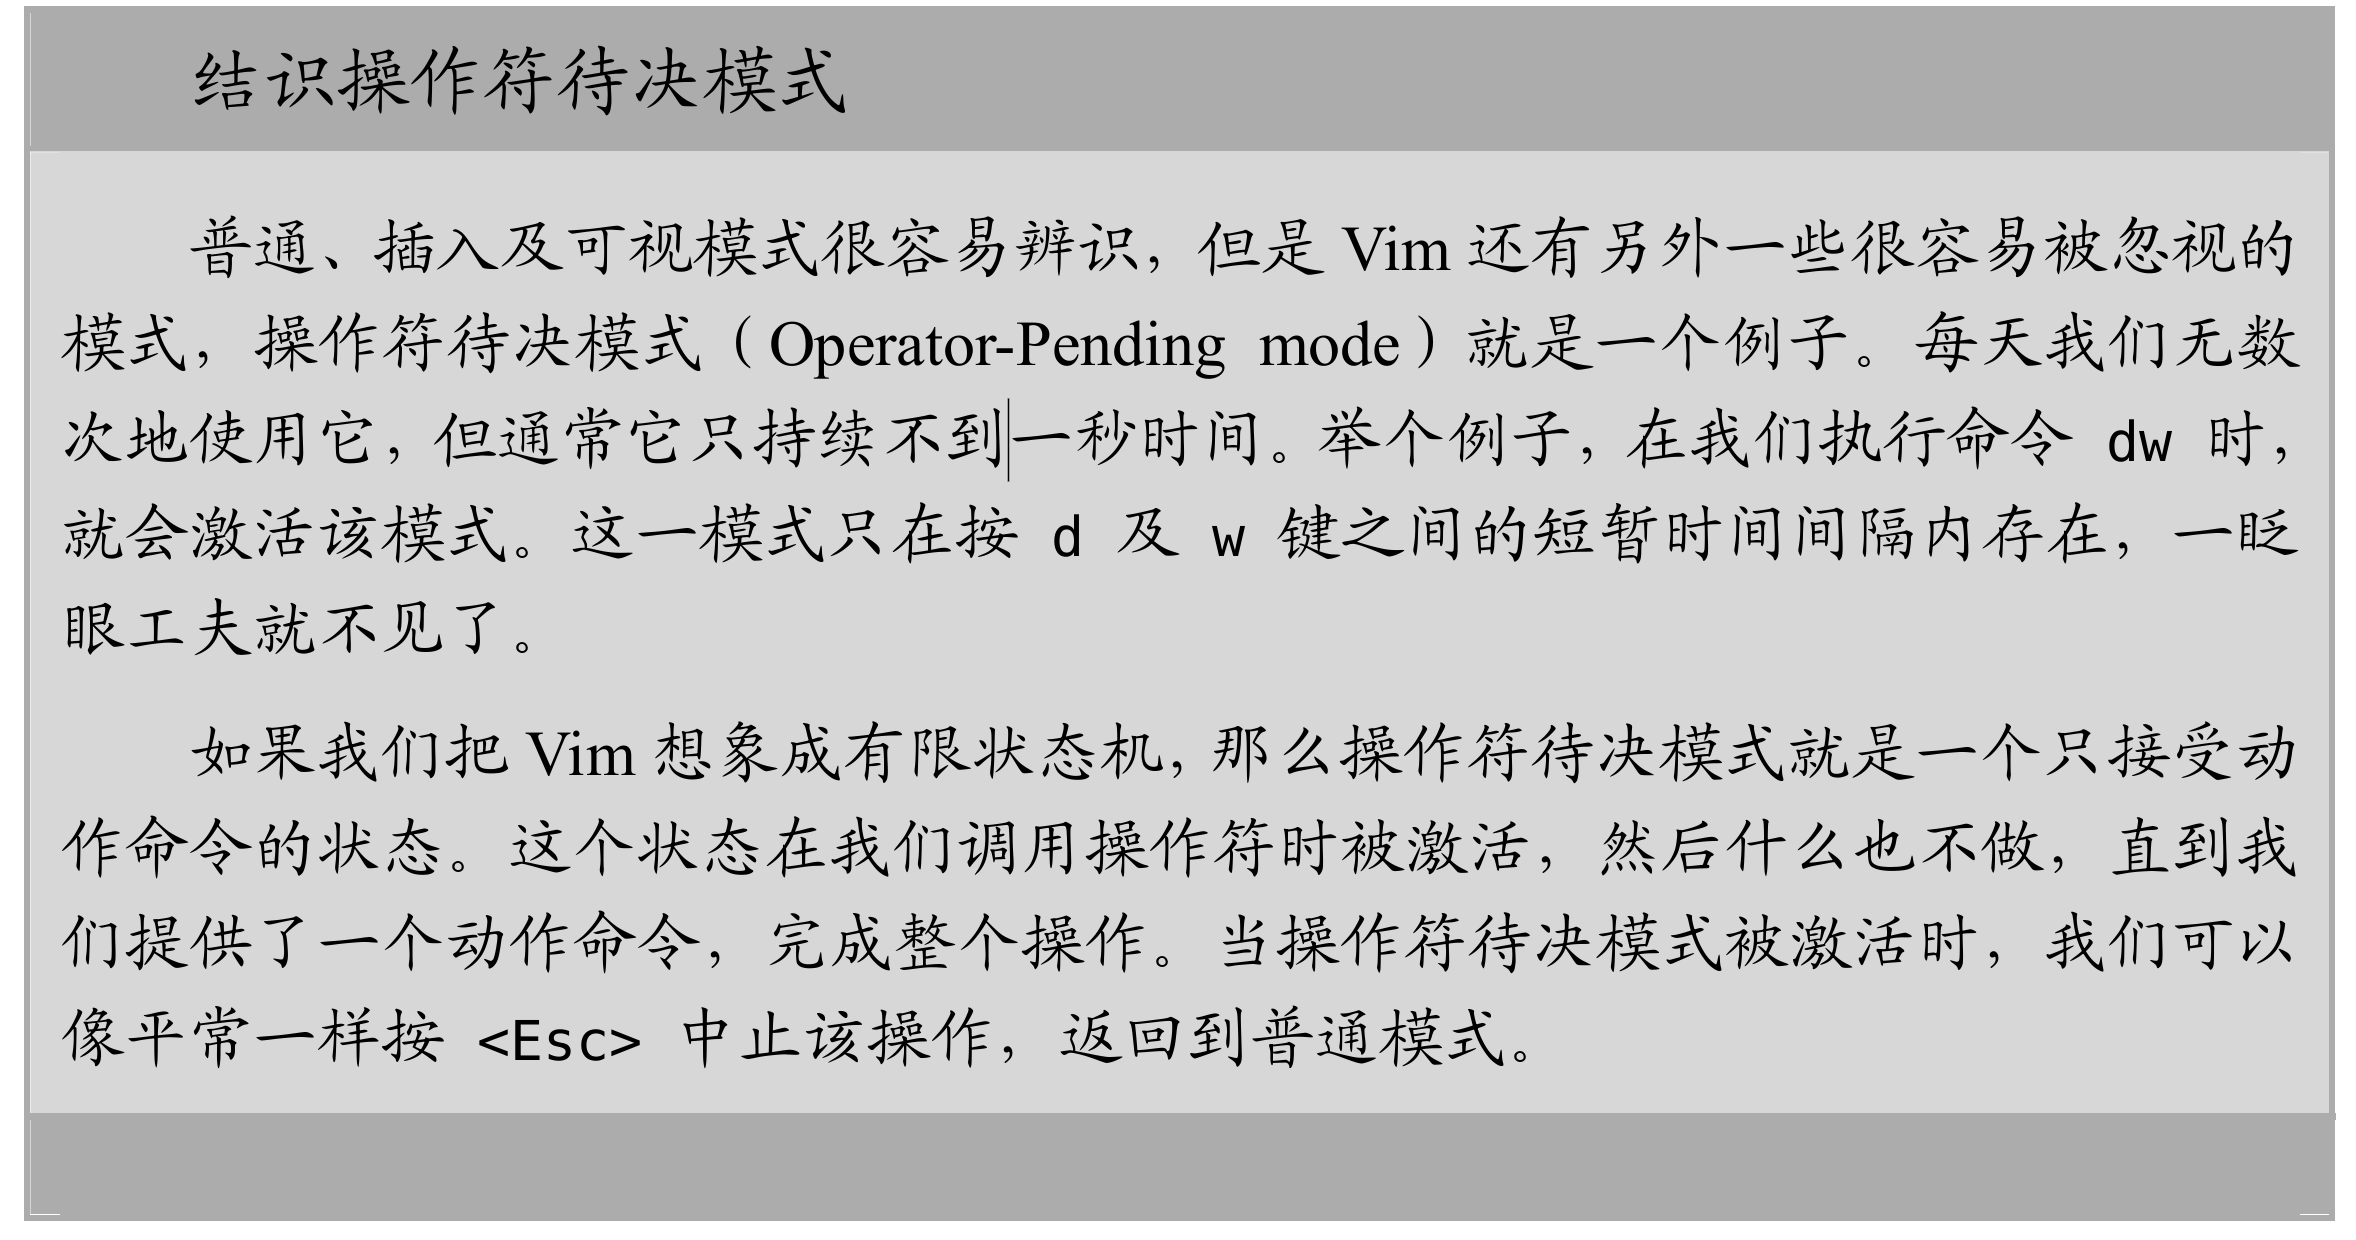 结识操作符待决模式
普通、插入及可视模式很容易辨识，但是 Vim 还有另外一些很容易被忽视的
模式，操作符待决模式（Operator-Pending mode）就是一个例子。每天我们无数
次地使用它，但通常它只持续不到一秒时间。举个例子，在我们执行命令 dw 时，
就会激活该模式。这一模式只在按 d 及 w 键之间的短暂时间间隔内存在，一眨
眼工夫就不见了。
如果我们把 Vim 想象成有限状态机，那么操作符待决模式就是一个只接受动
作命令的状态。这个状态在我们调用操作符时被激活，然后什么也不做，直到我
们提供了一个动作命令，完成整个操作。当操作符待决模式被激活时，我们可以
像平常一样按 <Esc> 中止该操作，返回到普通模式。